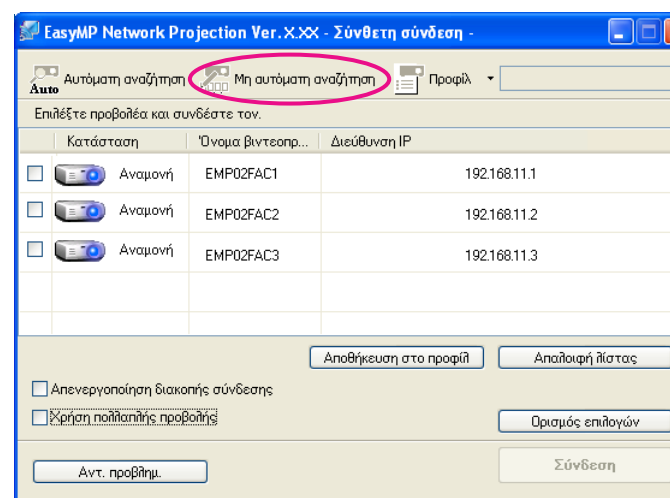 EasyMP Network Projection Ver.X.XX - Σύνθετη σύνδεση -
Auto Αυτόματη αναζήτηση Μη αυτόματη αναζήτηση Προφίλ
Επιλέξτε προβολέα και συνδέστε τον.
Κατάσταση Όνομα βιντεοπρ... Διεύθυνση IP
Αναμονή EMP02FAC1 192.168.11.1
Αναμονή EMP02FAC2 192.168.11.2
Αναμονή EMP02FAC3 192.168.11.3
Αποθήκευση στο προφίλ Απαλοιφή λίστας
Απενεργοποίηση διακοπής σύνδεσης
Χρήση πολλαπλής προβολής
Ορισμός επιλογών
Αντ. προβλημ. Σύνδεση